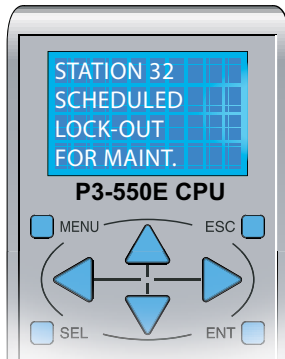 STATION 32
SCHEDULED
LOCK-OUT
FOR MAINT.
P3-550E CPU
MENU ESC
SEL ENT